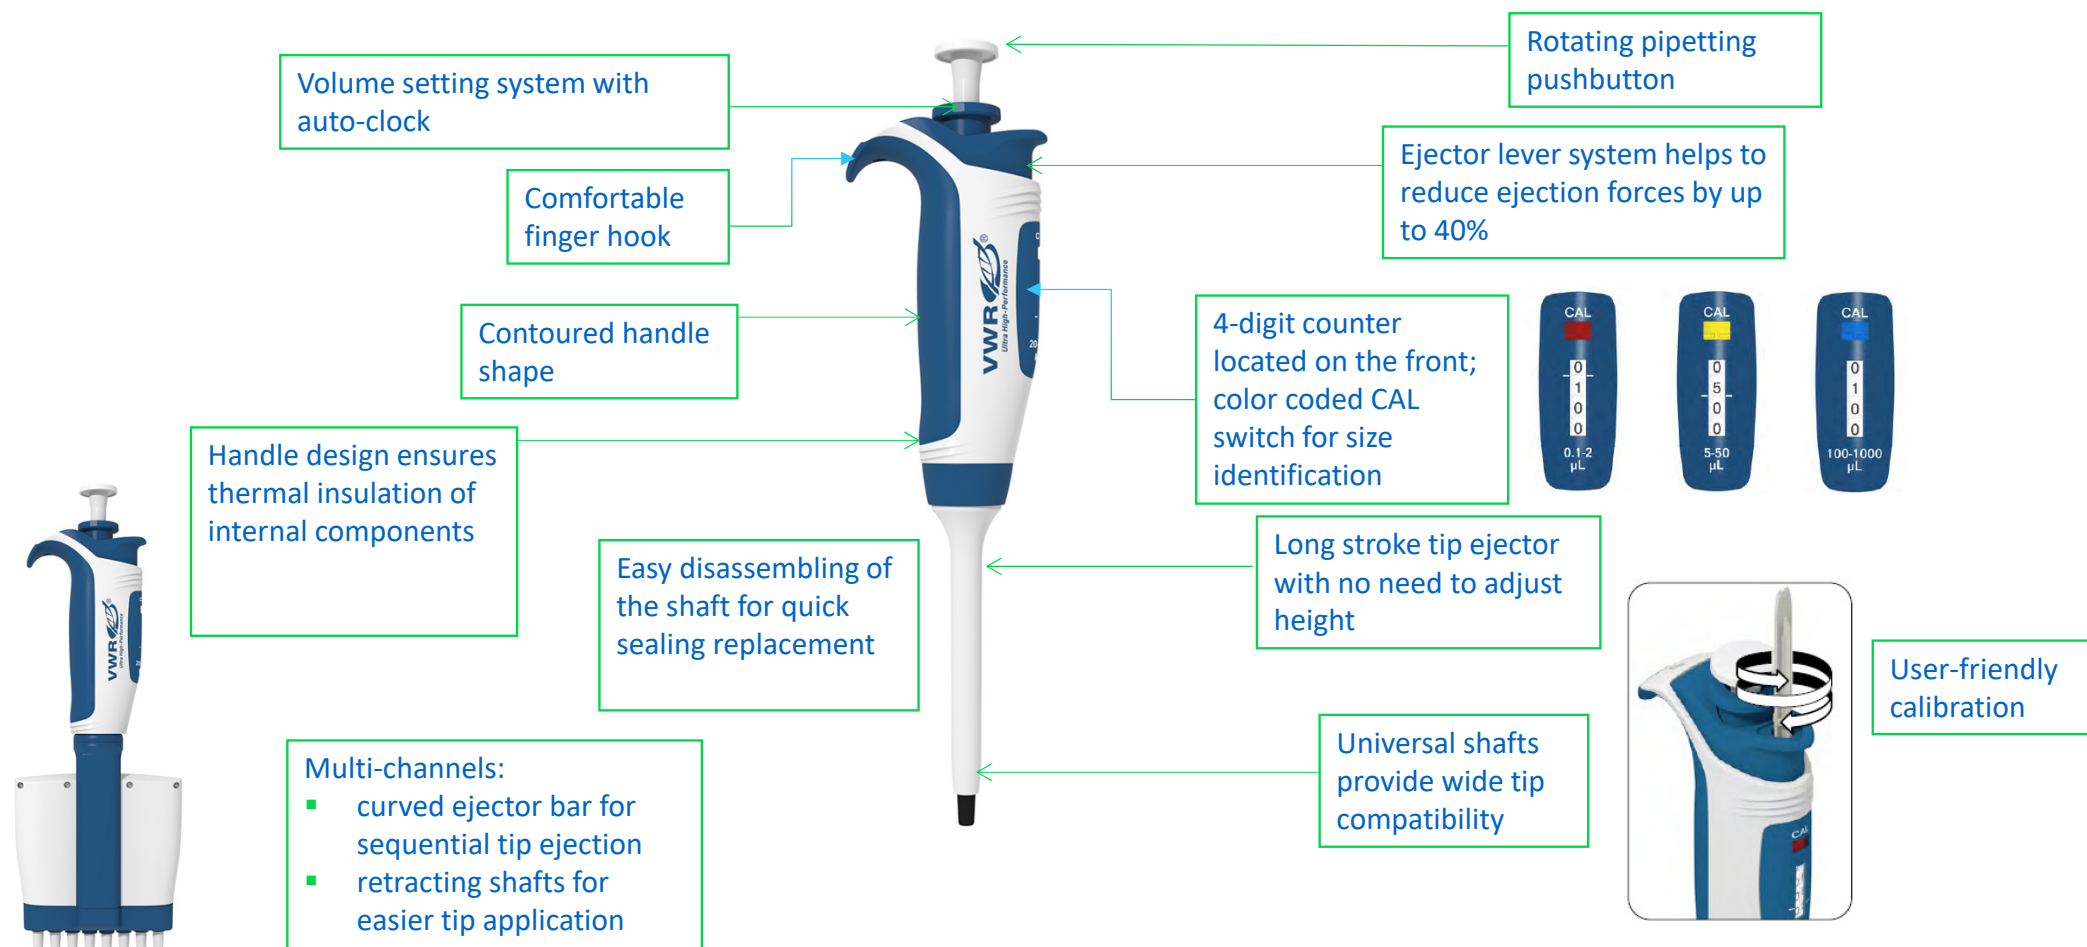 Rotating pipetting
pushbutton
Volume setting system with
auto-clock
Ejector lever system helps to
reduce ejection forces by up
to 40%
Comfortable
finger hook
VWR®
Ultra High-Performance
Contoured handle
shape
4-digit counter
located on the front;
color coded CAL
switch for size
identification
CAL
0
1
0
0
0.1-2
µL
CAL
0
5
0
0
5-50
µL
CAL
0
1
0
0
100-1000
µL
Handle design ensures
thermal insulation of
internal components
Easy disassembling of
the shaft for quick
sealing replacement
Long stroke tip ejector
with no need to adjust
height
VWR
Ultra High-Performance
User-friendly
calibration
Universal shafts
provide wide tip
compatibility
CAL
Multi-channels:
▪ curved ejector bar for
sequential tip ejection
▪ retracting shafts for
easier tip application